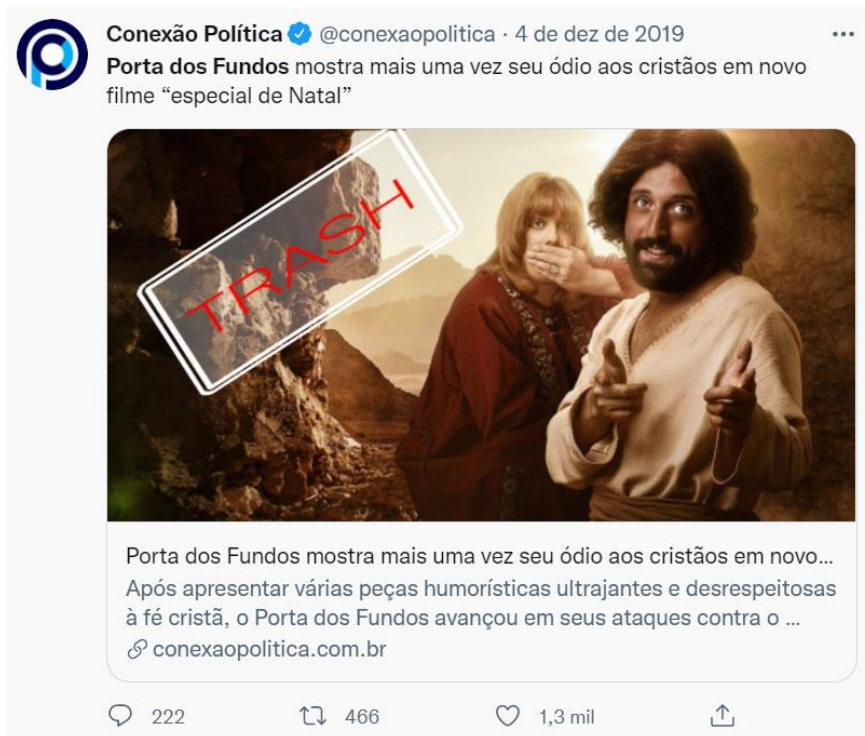 Conexão Política @conexaopolitica · 4 de dez de 2019
Porta dos Fundos mostra mais uma vez seu ódio aos cristãos em novo
filme “especial de Natal”
TRASH
Porta dos Fundos mostra mais uma vez seu ódio aos cristãos em novo...
Após apresentar várias peças humorísticas ultrajantes e desrespeitosas
à fé cristã, o Porta dos Fundos avançou em seus ataques contra o ...
conexaopolitica.com.br
222 466 1,3 mil